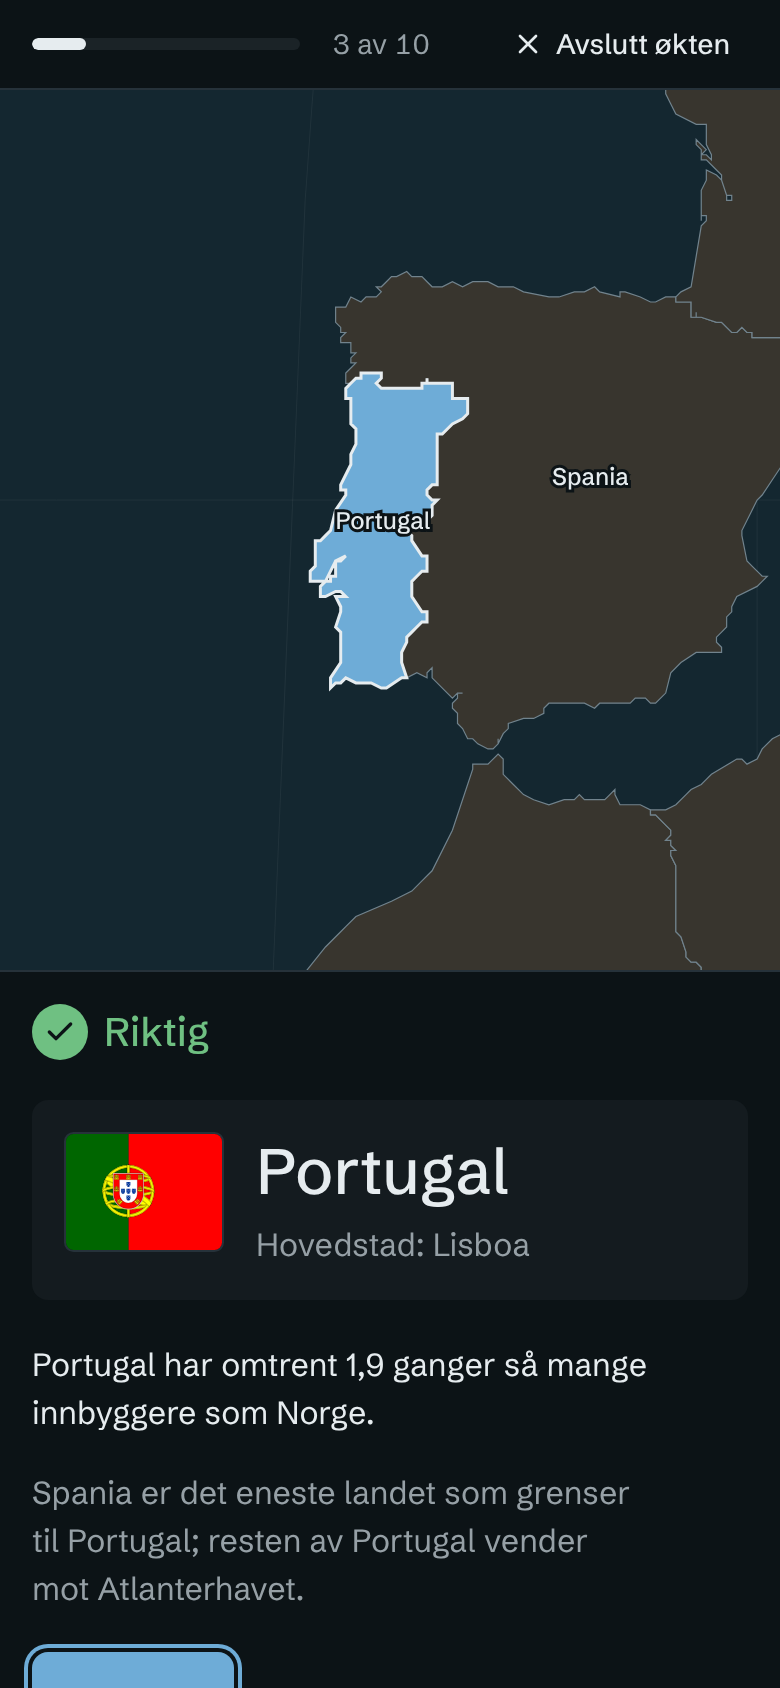 3 av 10
Avslutt økten
Spania
Portugal
Riktig
Portugal
Hovedstad: Lisboa
Portugal har omtrent 1,9 ganger så mange
innbyggere som Norge.
Spania er det eneste landet som grenser
til Portugal; resten av Portugal vender
mot Atlanterhavet.